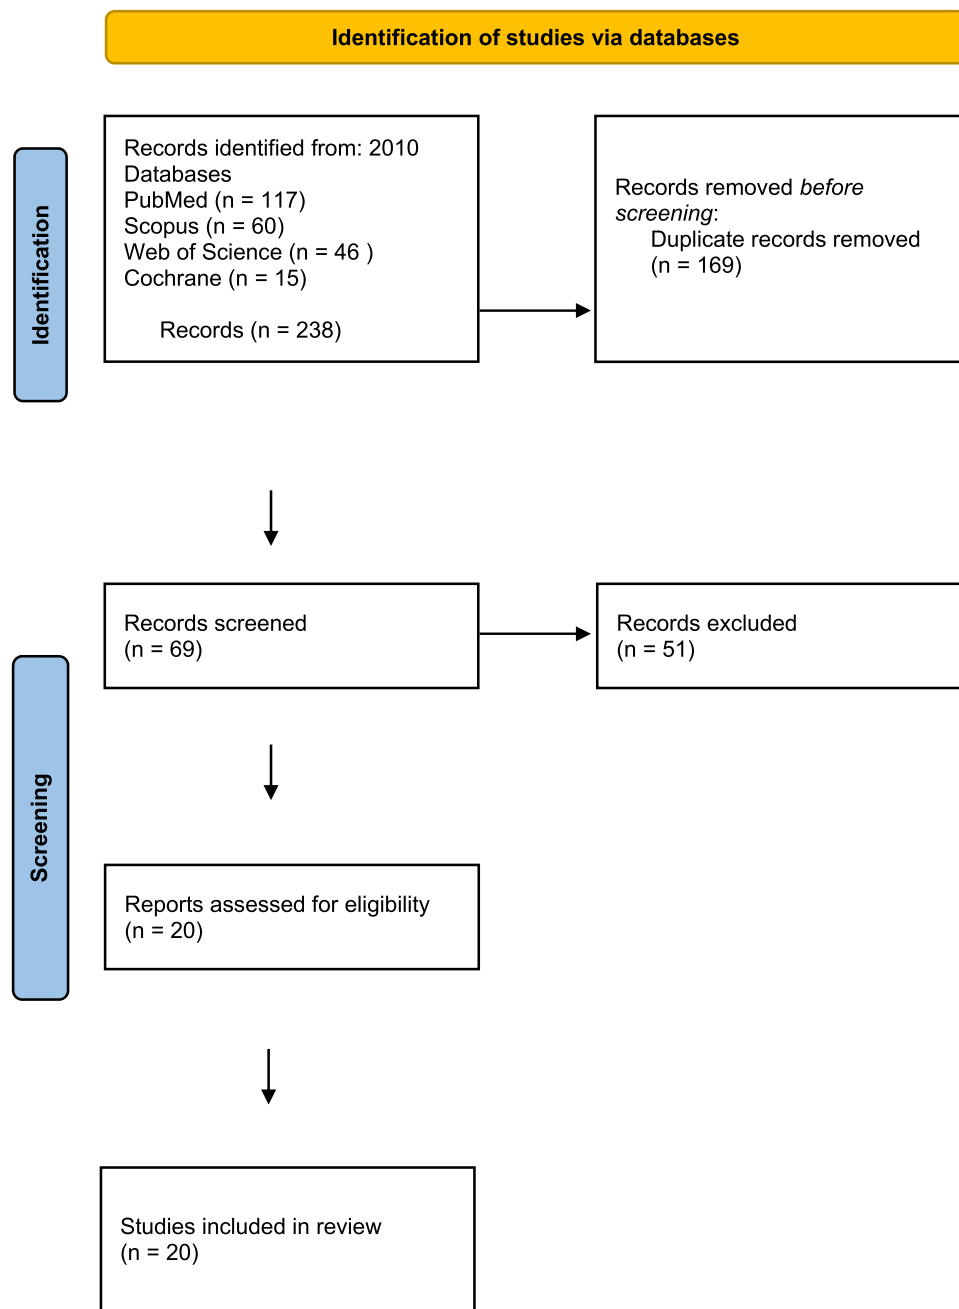 Identification of studies via databases
Identification
Records identified from: 2010
Databases
PubMed (n = 117)
Scopus (n = 60)
Web of Science (n = 46 )
Cochrane (n = 15)
Records (n = 238)
Records removed before
screening:
Duplicate records removed
(n = 169)
Screening
Records screened
(n = 69)
Records excluded
(n = 51)
Reports assessed for eligibility
(n = 20)
Studies included in review
(n = 20)